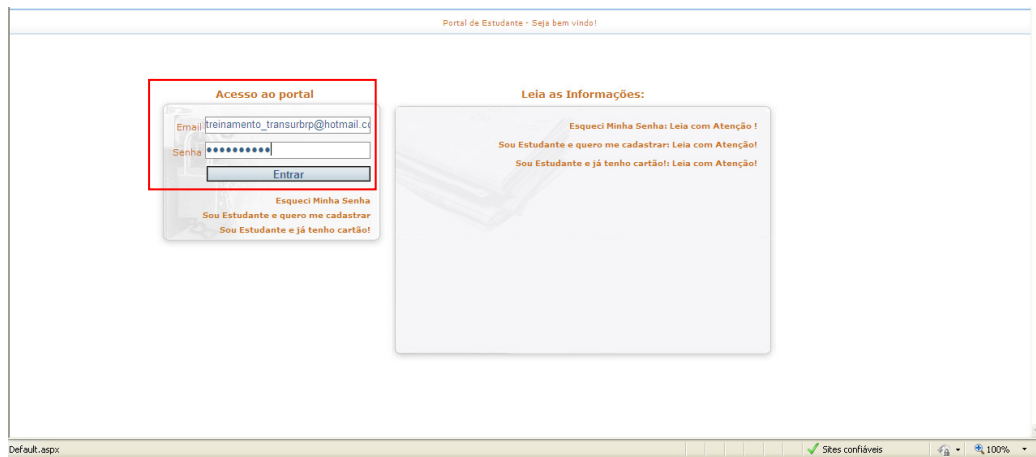 Portal de Estudante - Seja bem vindo!
Acesso ao portal
Email treinamento_transurbrp@hotmail.co
Senha ••••••••••
Entrar
Esqueci Minha Senha
Sou Estudante e quero me cadastrar
Sou Estudante e já tenho cartão!
Leia as Informações:
Esqueci Minha Senha: Leia com Atenção !
Sou Estudante e quero me cadastrar: Leia com Atenção!
Sou Estudante e já tenho cartão!: Leia com Atenção!
Default.aspx
Sites confiáveis
100%